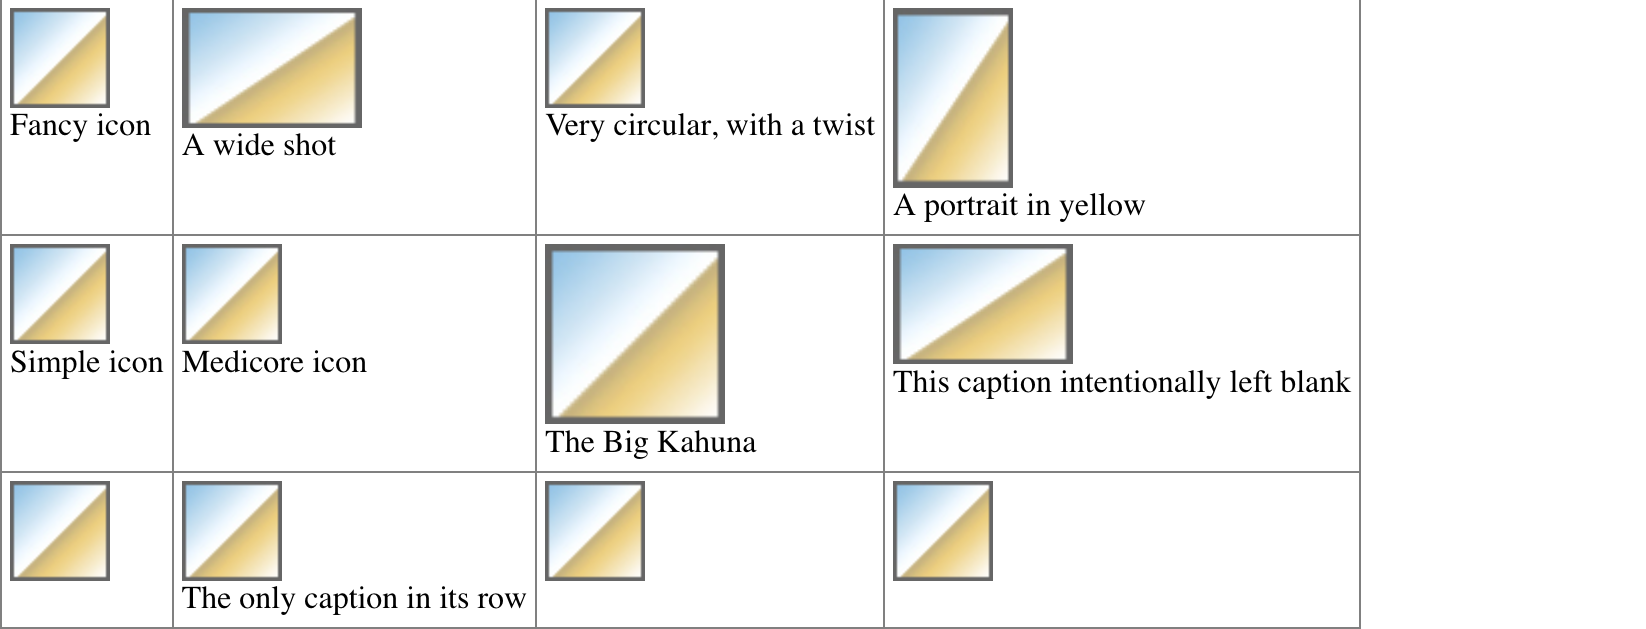 Fancy icon
A wide shot
Very circular, with a twist
A portrait in yellow
Simple icon
Medicore icon
The Big Kahuna
This caption intentionally left blank
The only caption in its row